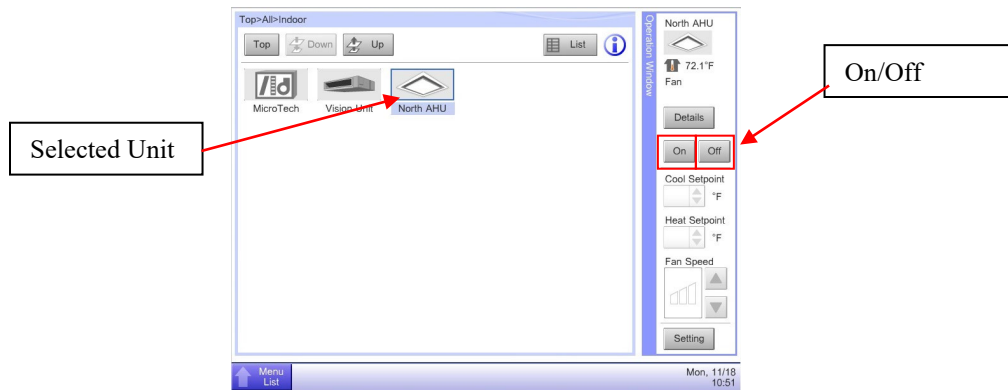 Top>All>Indoor
Top
Down
Up
List
MicroTech
Vision Unit
North AHU
Selected Unit
Operation Window
North AHU
72.1°F
Fan
Details
On
Off
Cool Setpoint
°F
Heat Setpoint
°F
Fan Speed
Setting
On/Off
Menu
List
Mon, 11/18
10:51